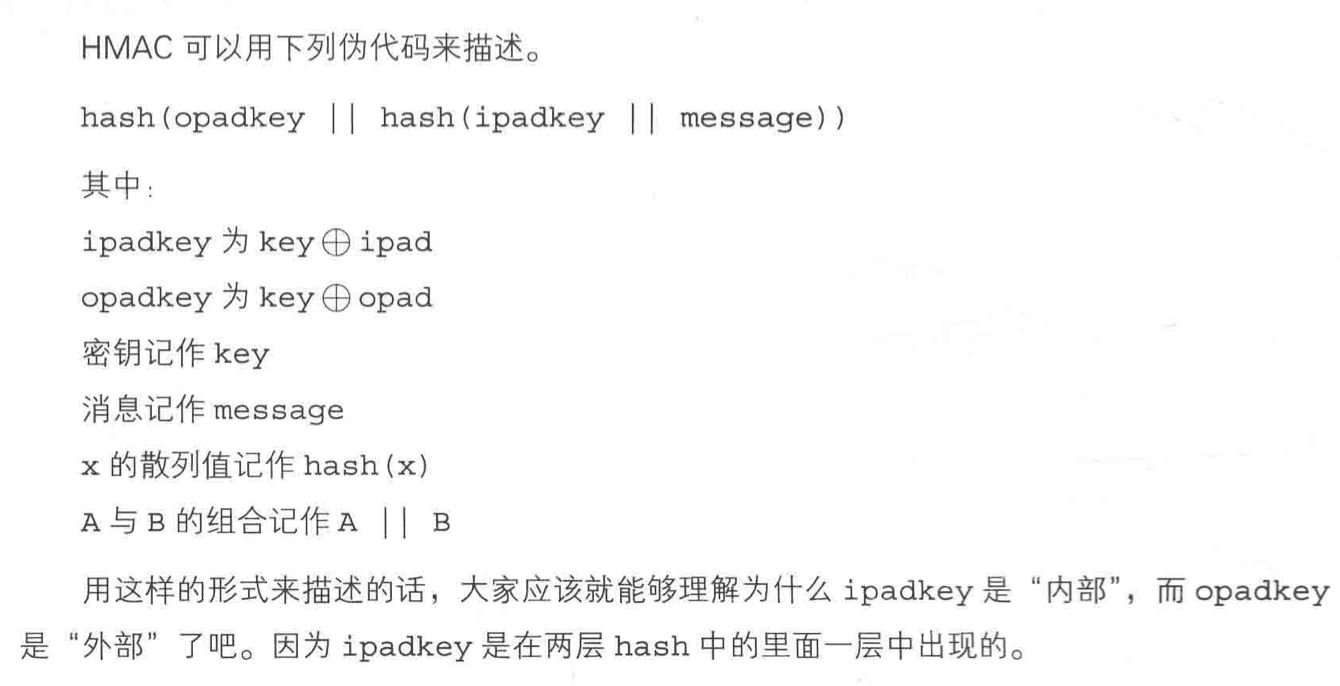 HMAC 可以用下列伪代码来描述。
hash(opadkey || hash(ipadkey || message))
其中：
ipadkey 为 key⊕ipad
opadkey 为 key⊕opad
密钥记作 key
消息记作 message
x 的散列值记作 hash(x)
A 与 B 的组合记作 A || B
用这样的形式来描述的话，大家应该就能够理解为什么 ipadkey 是“内部”，而 opadkey
是“外部”了吧。因为 ipadkey 是在两层 hash 中的里面一层中出现的。